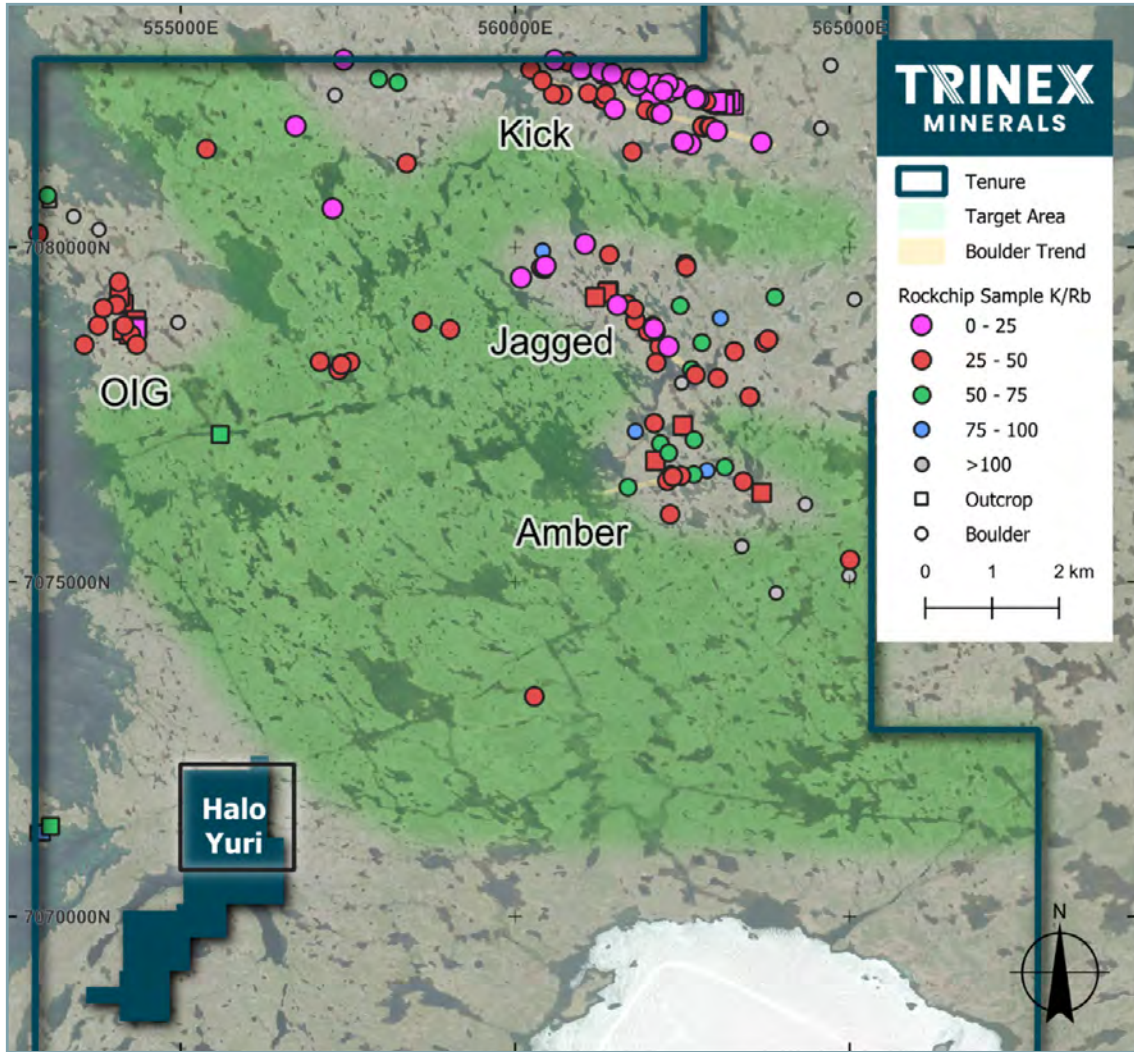 555000E
560000E
565000E
TRINEX
MINERALS
Tenure
Target Area
Boulder Trend
Rockchip Sample K/Rb
0 - 25
25 - 50
50 - 75
75 - 100
>100
Outcrop
Boulder
0 1 2 km
Kick
7080000N
Jagged
OIG
Amber
7075000N
Halo
Yuri
7070000N
N